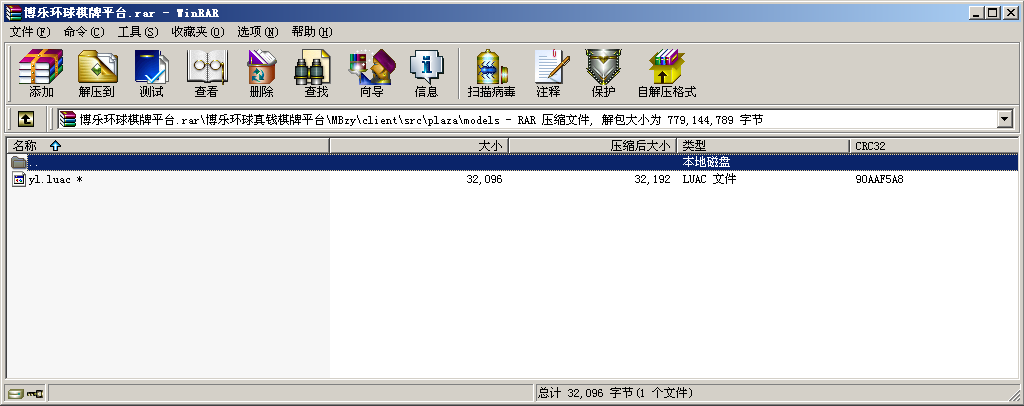 博乐环球棋牌平台.rar - WinRAR
文件(F) 命令(C) 工具(S) 收藏夹(O) 选项(N) 帮助(H)
添加 解压到 测试 查看 删除 查找 向导 信息 扫描病毒 注释 保护 自解压格式
博乐环球棋牌平台.rar\博乐环球真钱棋牌平台\MBzy\client\src\plaza\models - RAR 压缩文件, 解包大小为 779,144,789 字节
名称 大小 压缩后大小 类型 CRC32
.. 本地磁盘
yl.luac * 32,096 32,192 LUAC 文件 90AAF5A8
总计 32,096 字节(1 个文件)